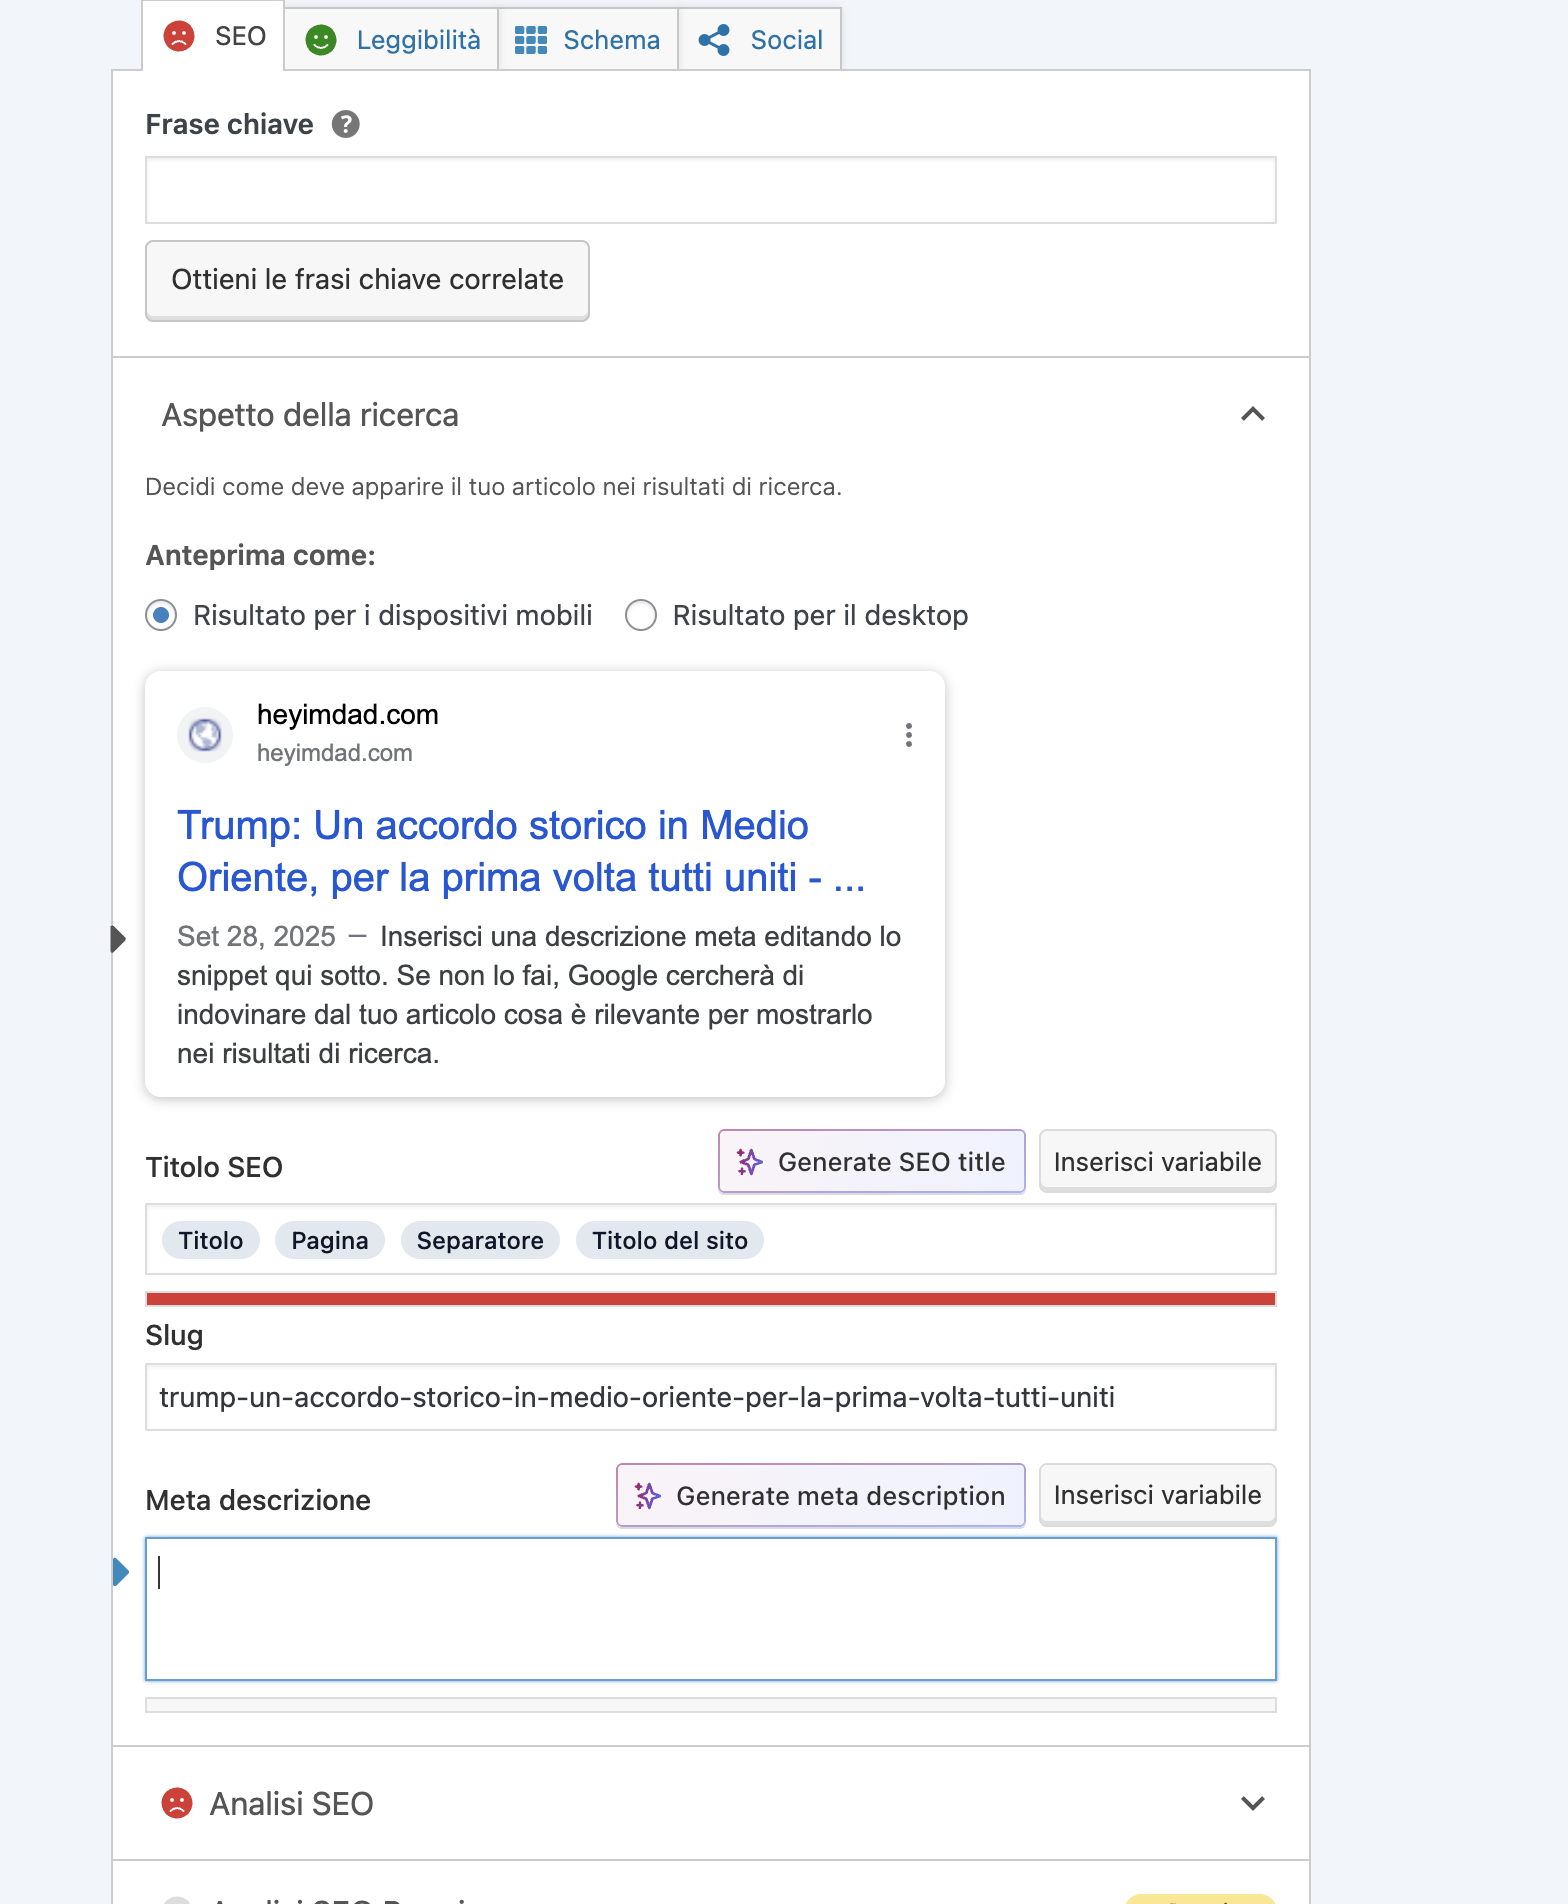 SEO
Leggibilità
Schema
Social
Frase chiave ?
Ottieni le frasi chiave correlate
Aspetto della ricerca
Decidi come deve apparire il tuo articolo nei risultati di ricerca.
Anteprima come:
Risultato per i dispositivi mobili
Risultato per il desktop
heyimdad.com
heyimdad.com
Trump: Un accordo storico in Medio
Oriente, per la prima volta tutti uniti - ...
Set 28, 2025 － Inserisci una descrizione meta editando lo
snippet qui sotto. Se non lo fai, Google cercherà di
indovinare dal tuo articolo cosa è rilevante per mostrarlo
nei risultati di ricerca.
Titolo SEO
Generate SEO title
Inserisci variabile
Titolo Pagina Separatore Titolo del sito
Slug
trump-un-accordo-storico-in-medio-oriente-per-la-prima-volta-tutti-uniti
Meta descrizione
Generate meta description
Inserisci variabile
Analisi SEO